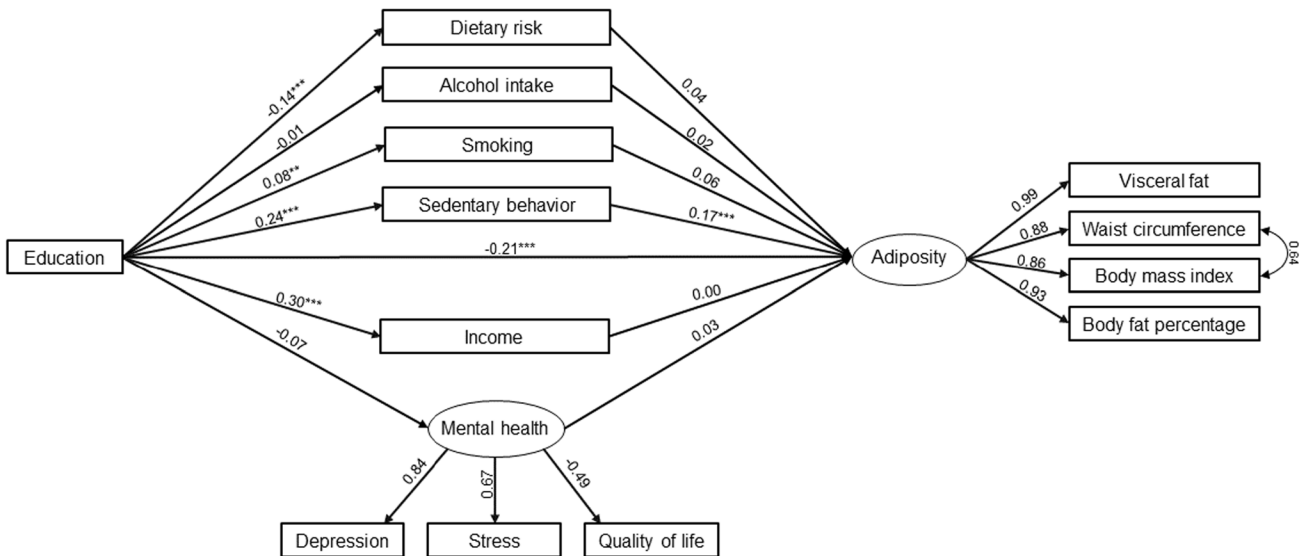 Dietary risk
-0.14***
0.04
Alcohol intake
-0.01
0.02
Smoking
0.08**
0.06
Sedentary behavior
0.24***
0.17***
Education
-0.21***
Adiposity
0.99
Visceral fat
0.88
Waist circumference
0.64
0.86
Body mass index
0.93
Body fat percentage
0.30***
0.00
Income
-0.07
0.03
Mental health
0.84
0.67
-0.49
Depression
Stress
Quality of life